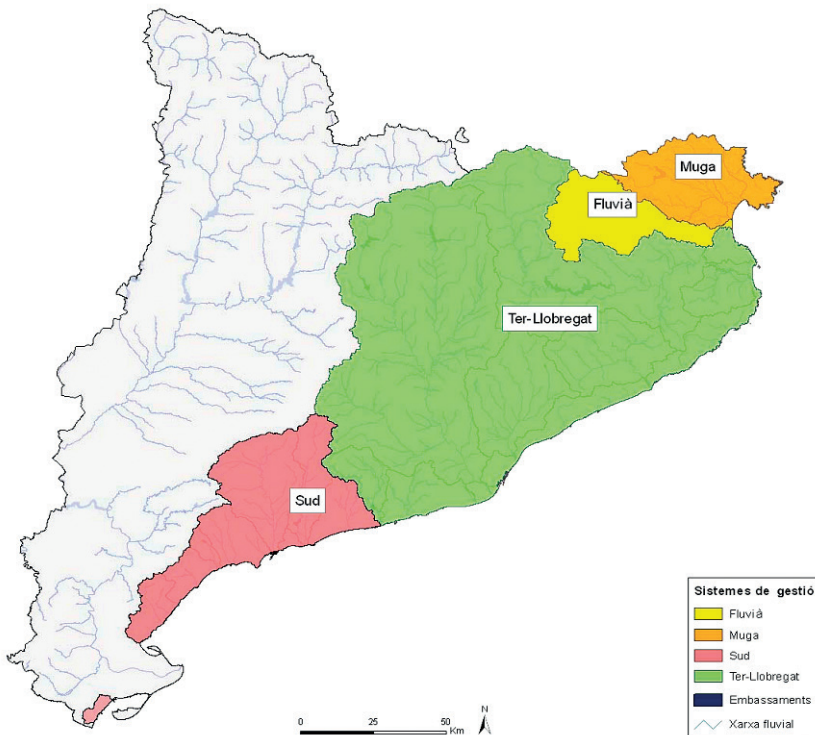 Muga
Fluvià
Ter-Llobregat
Sud
Sistemes de gestió
Fluvià
Muga
Sud
Ter-Llobregat
Embassaments
Xarxa fluvial
0 25 50
Km
N